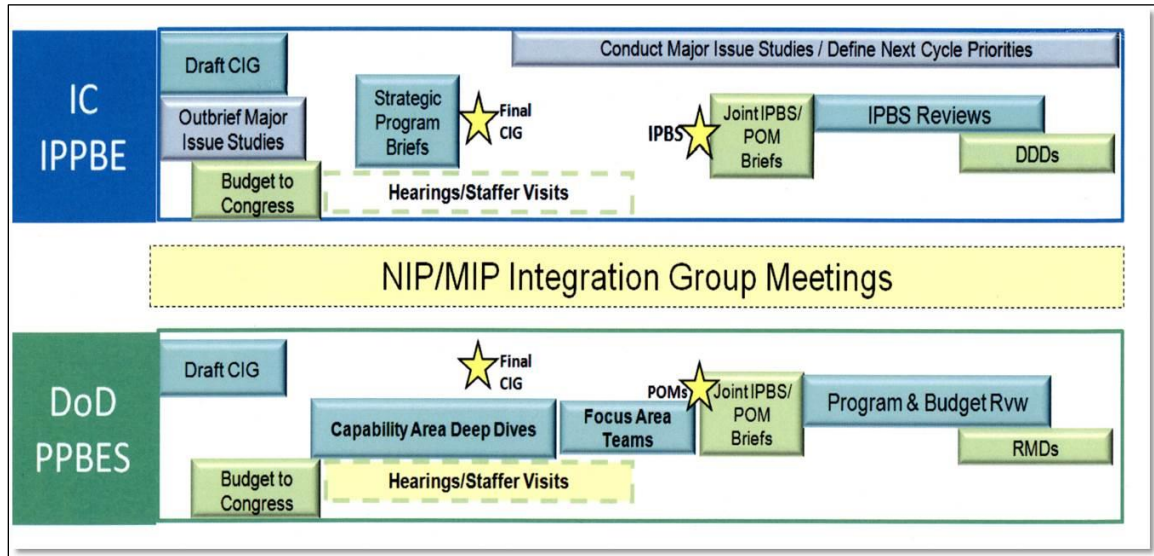 IC
IPPBE
Conduct Major Issue Studies / Define Next Cycle Priorities
Draft CIG
Outbrief Major
Issue Studies
Budget to
Congress
Strategic
Program
Briefs
Final
CIG
Hearings/Staffer Visits
IPBS
Joint IPBS/
POM
Briefs
IPBS Reviews
DDDs
NIP/MIP Integration Group Meetings
DoD
PPBES
Draft CIG
Final
CIG
Capability Area Deep Dives
Focus Area
Teams
POMs
Joint IPBS/
POM
Briefs
Program & Budget Rvw
RMDs
Budget to
Congress
Hearings/Staffer Visits